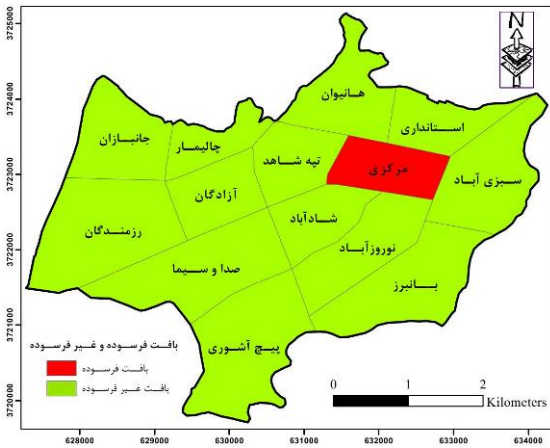 3725000
3724000
3723000
3722000
3721000
3720000
N
هانیوان
استانداری
جانبازان
چالیمار
تپه شاهد
مرکزی
سبزی آباد
آزادگان
شادآباد
رزمندگان
نوروزآباد
صدا و سیما
بانبرز
پیچ آشوری
بافت فرسوده و غیر فرسوده
بافت فرسوده
بافت غیر فرسوده
0 1 2
Kilometers
628000 629000 630000 631000 632000 633000 634000